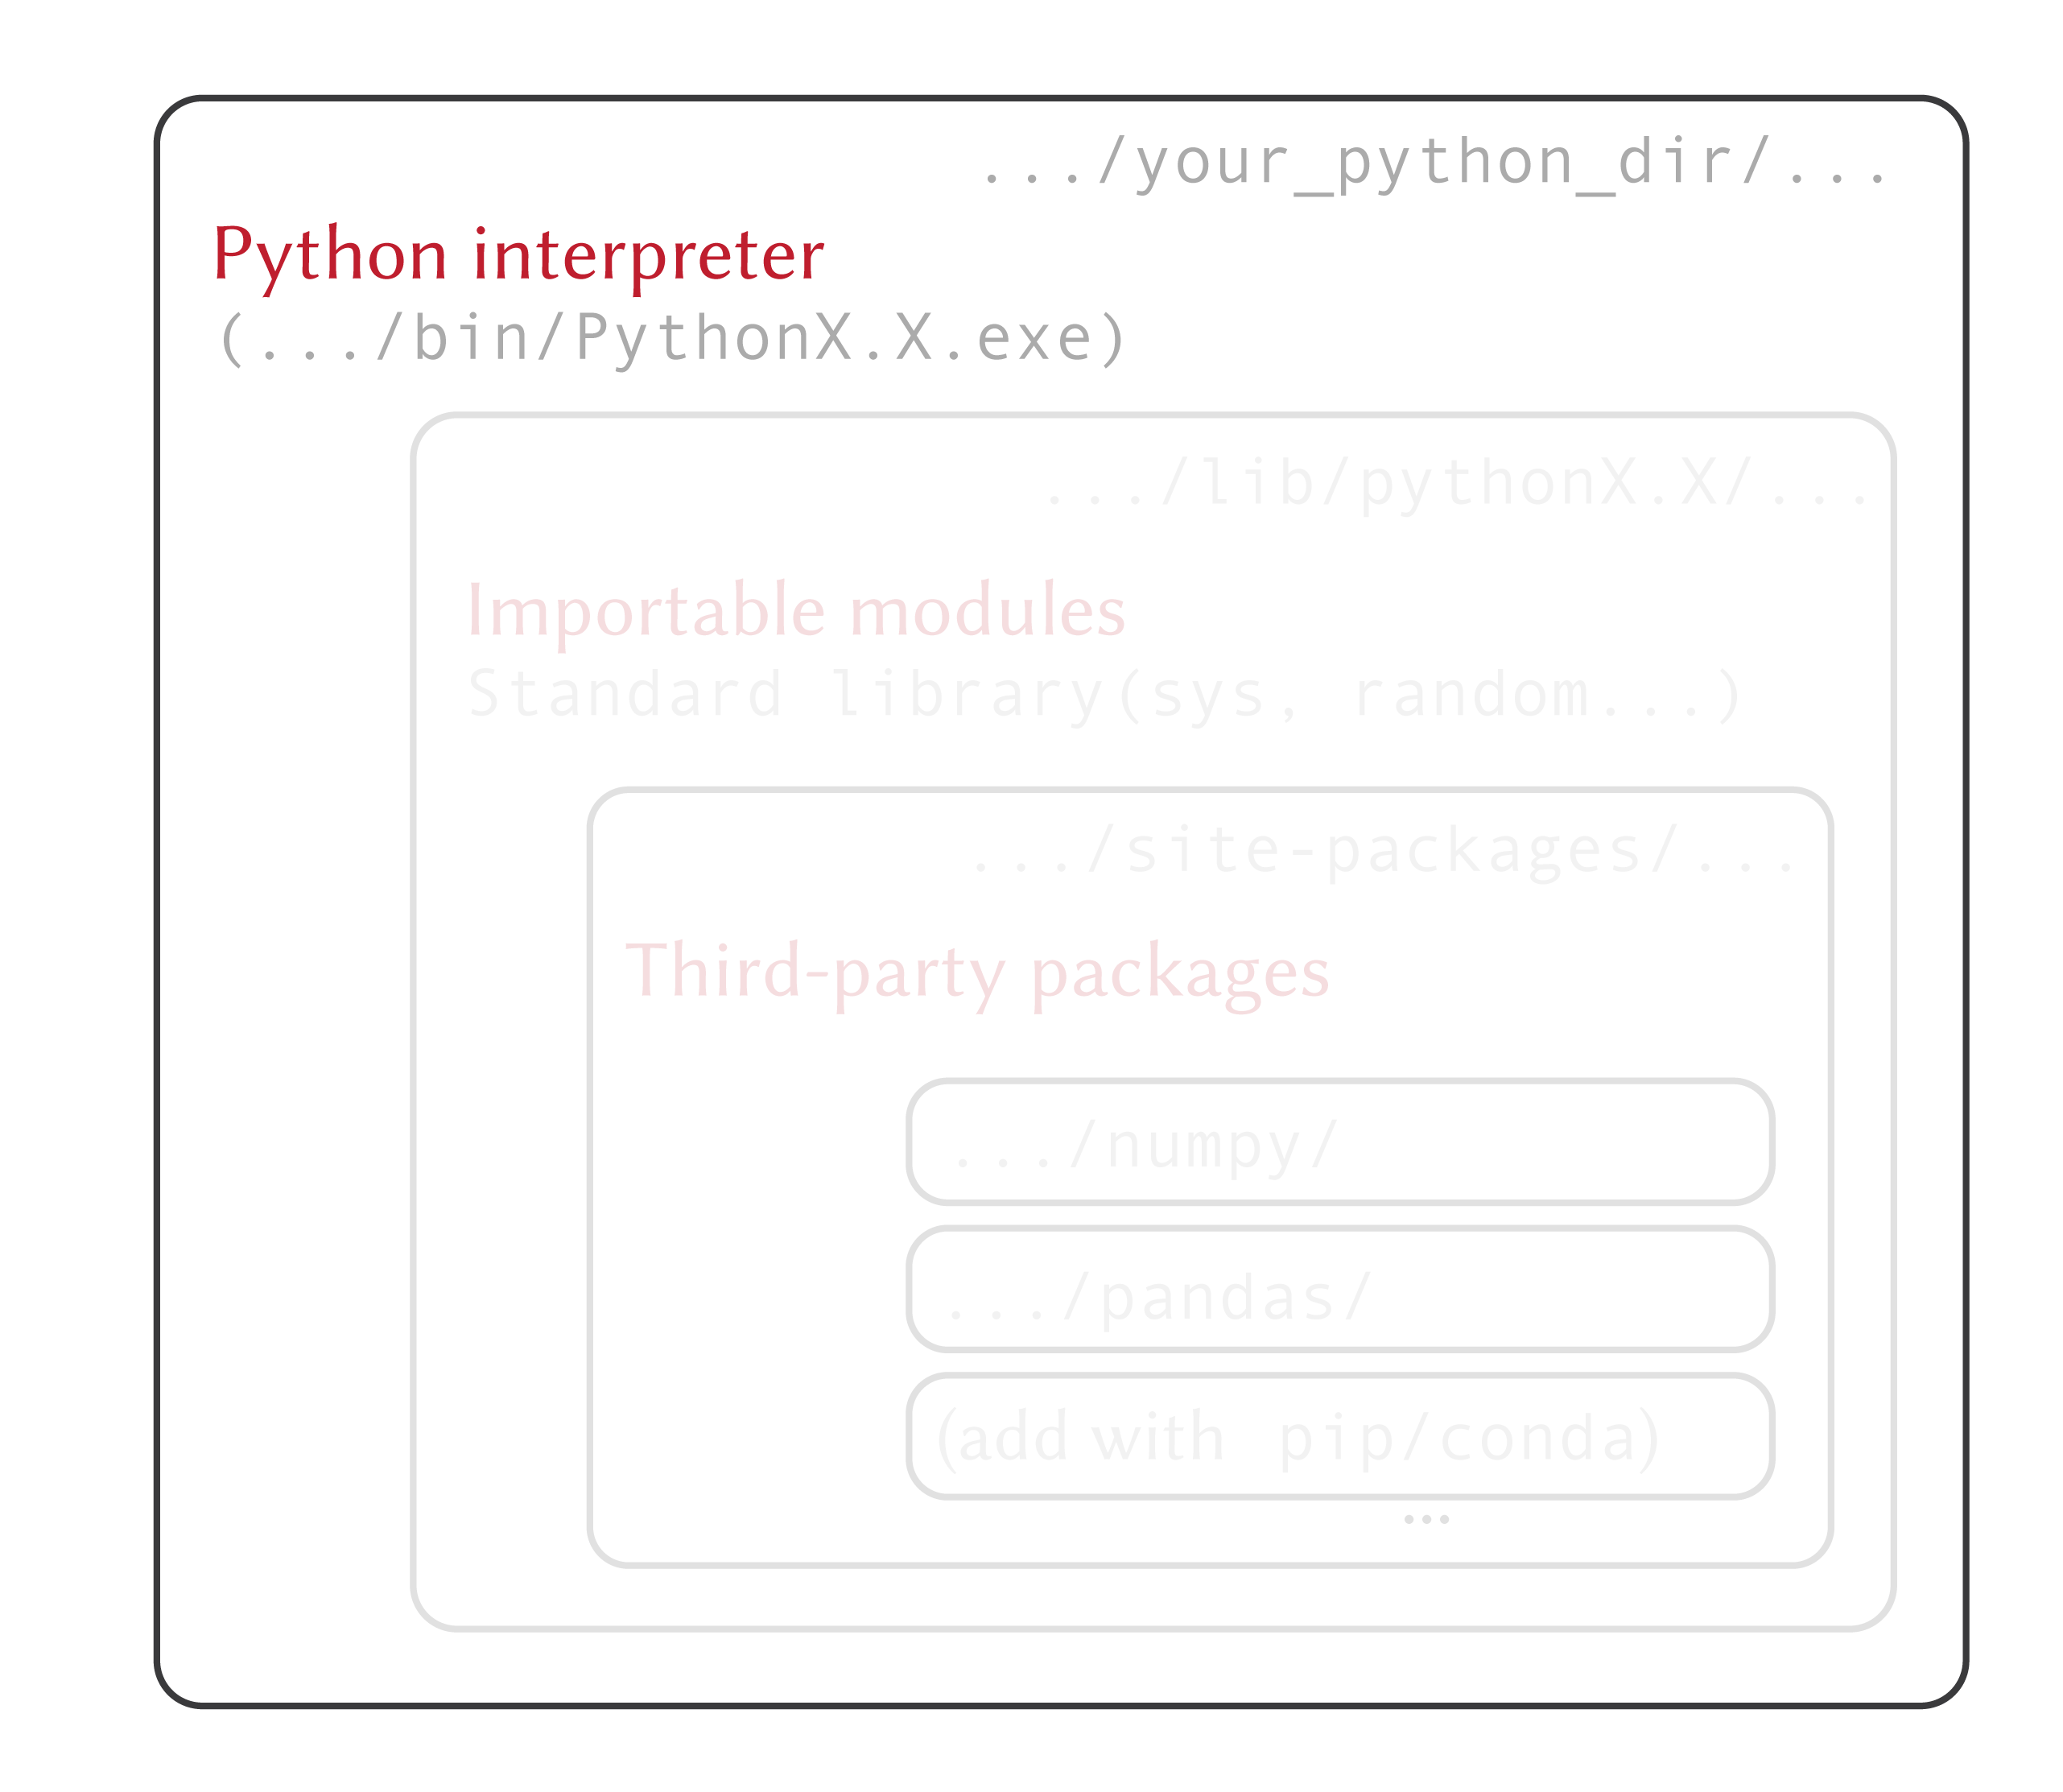 .../your_python_dir/...
Python interpreter
(.../bin/PythonX.X.exe)
.../lib/pythonX.X/...
Importable modules
Standard library(sys, random...)
.../site-packages/...
Third-party packages
.../numpy/
.../pandas/
(add with pip/conda)
...